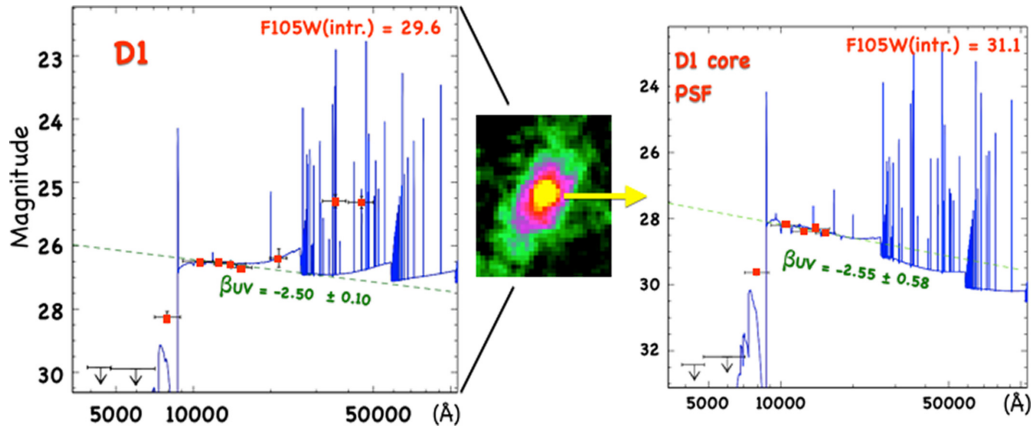 D1
F105W(intr.) = 29.6
Magnitude
23
24
25
26
28
30
βUV = -2.50 ± 0.10
5000 10000 50000 (Å)
D1 core
PSF
F105W(intr.) = 31.1
24
26
28
30
32
βUV = -2.55 ± 0.58
5000 10000 50000 (Å)